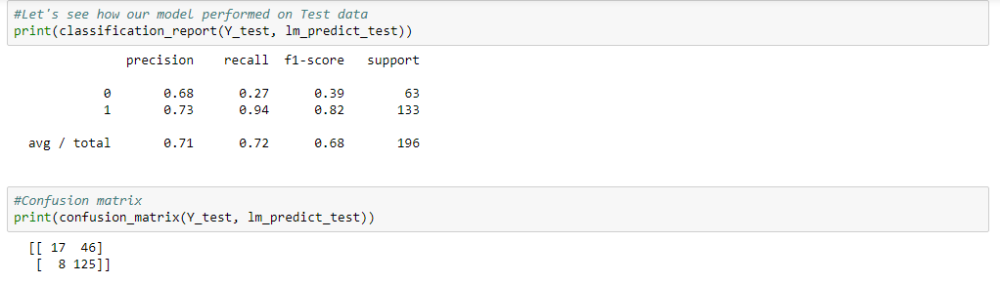 #Let's see how our model performed on Test data
print(classification_report(Y_test, lm_predict_test))
precision recall f1-score support
0 0.68 0.27 0.39 63
1 0.73 0.94 0.82 133
avg / total 0.71 0.72 0.68 196
#Confusion matrix
print(confusion_matrix(Y_test, lm_predict_test))
[[ 17 46]
[ 8 125]]